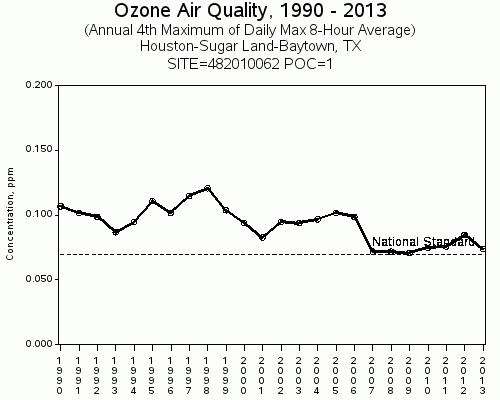 Ozone Air Quality, 1990 - 2013
(Annual 4th Maximum of Daily Max 8-Hour Average)
Houston-Sugar Land-Baytown, TX
SITE=482010062 POC=1
Concentration, ppm
0.200
0.150
0.100
0.050
0.000
National Standard
1990 1991 1992 1993 1994 1995 1996 1997 1998 1999 2000 2001 2002 2003 2004 2005 2006 2007 2008 2009 2010 2011 2012 2013